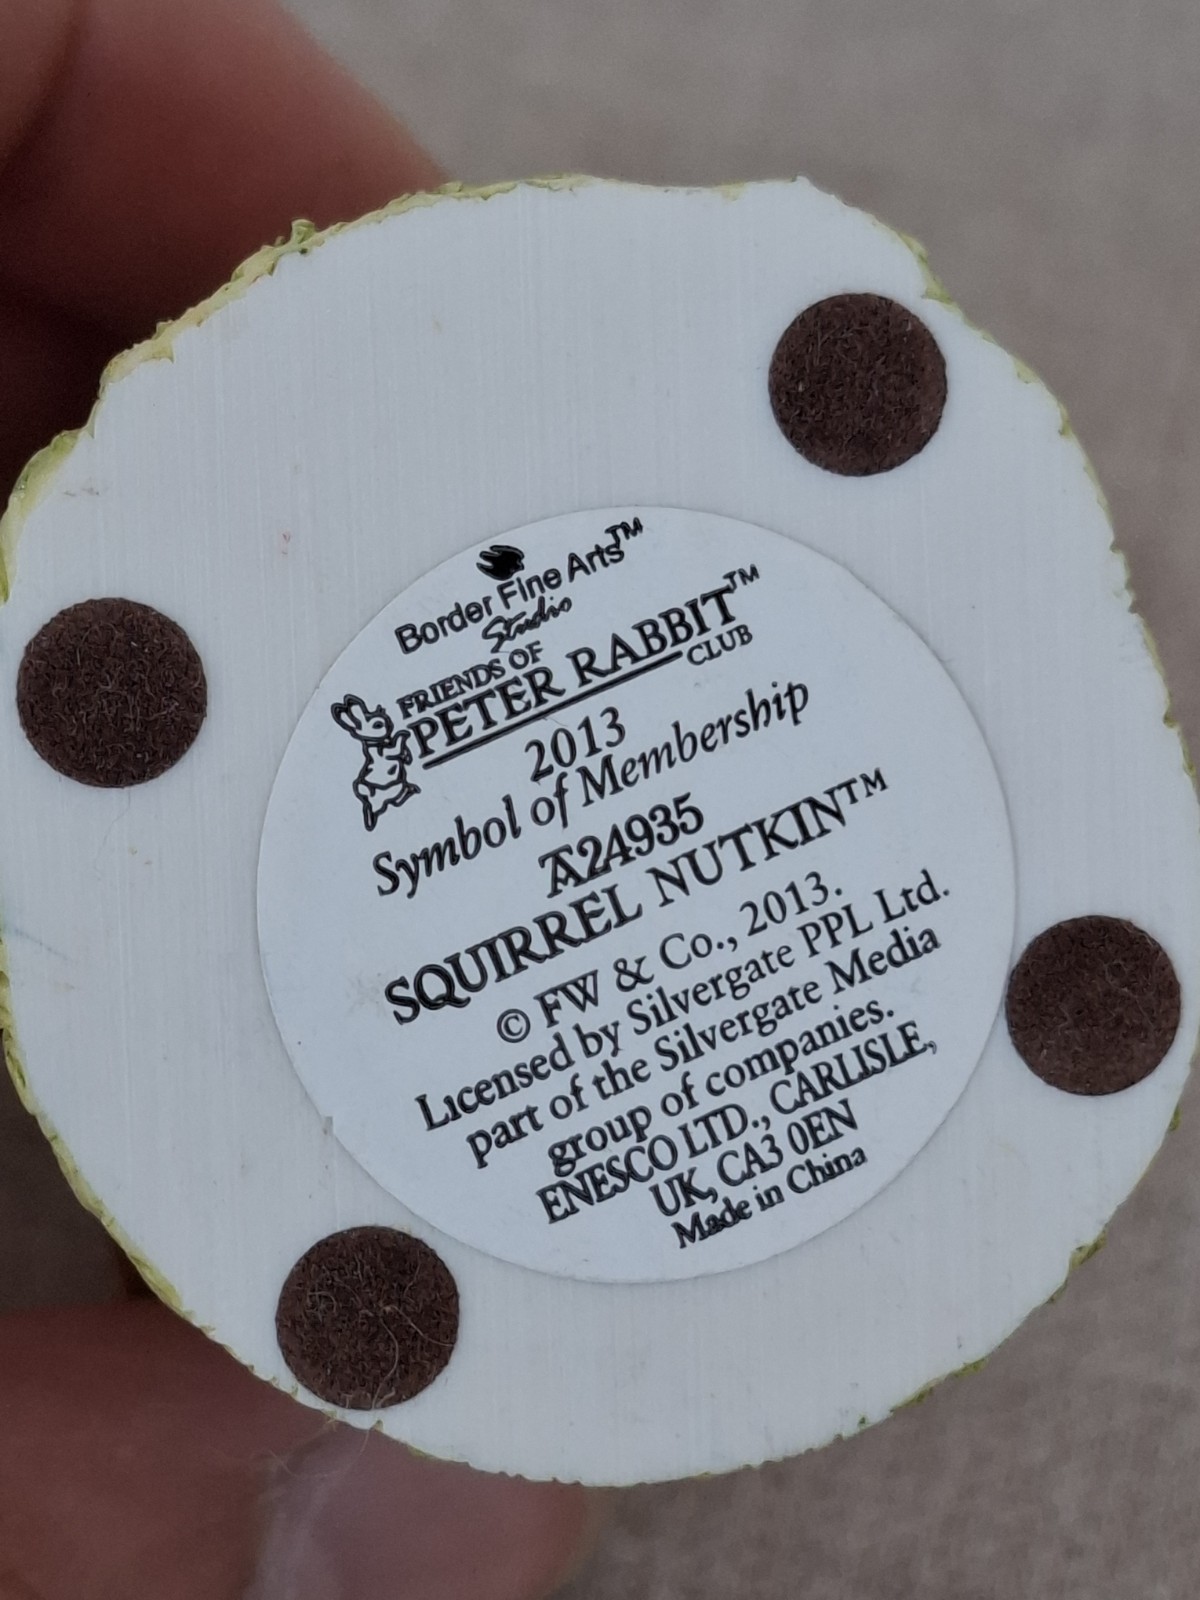 Border Fine Arts™
Studio
FRIENDS OF
PETER RABBIT™
CLUB
2013
Symbol of Membership
A24935
SQUIRREL NUTKIN™
© FW & Co., 2013.
Licensed by Silvergate PPL Ltd.
part of the Silvergate Media
group of companies.
ENESCO LTD., CARLISLE,
UK, CA3 0EN
Made in China